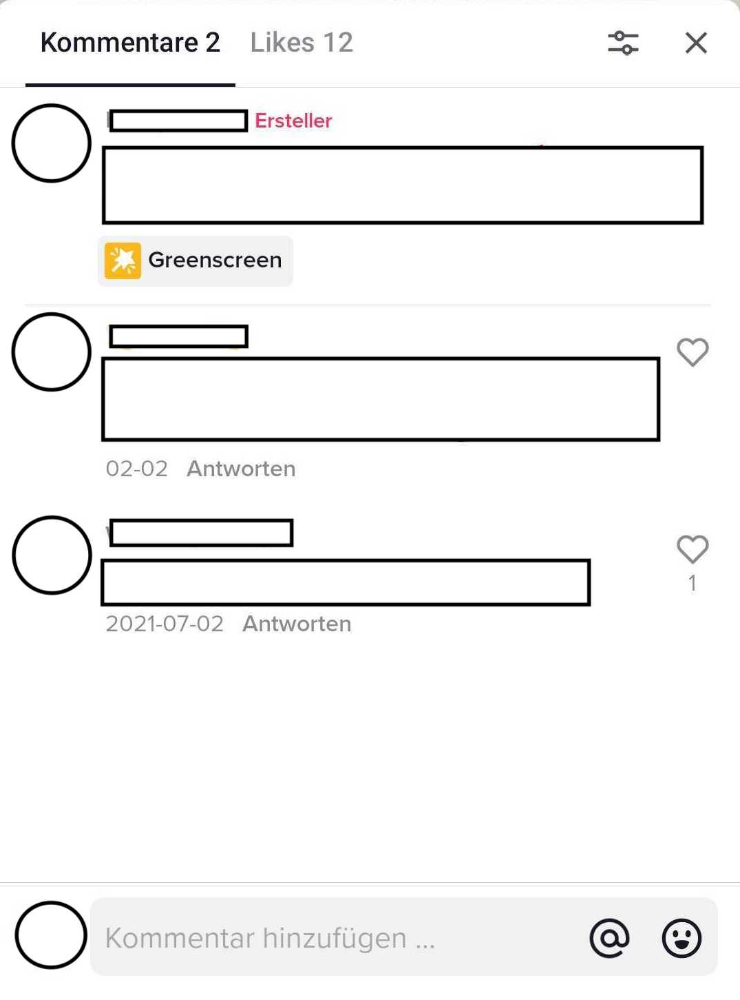 Kommentare 2 Likes 12
Ersteller
Greenscreen
02-02 Antworten
1
2021-07-02 Antworten
Kommentar hinzufügen ...